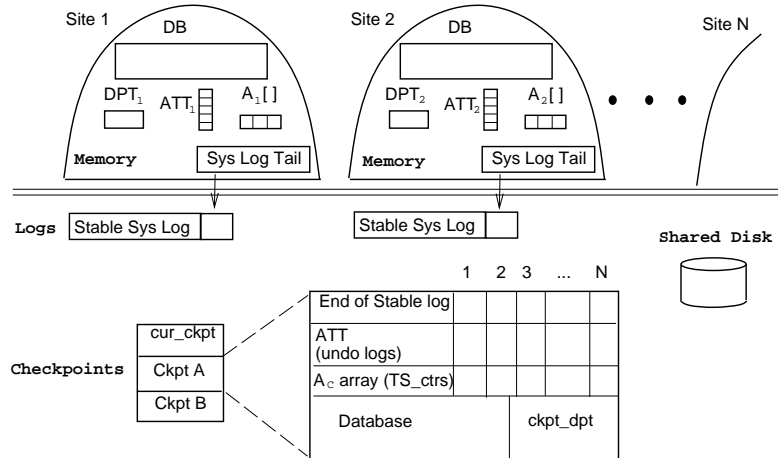 Site 1
DB
DPT1
ATT1
A1[]
Memory
Sys Log Tail
Site 2
DB
DPT2
ATT2
A2[]
Memory
Sys Log Tail
Site N
Logs
Stable Sys Log
Stable Sys Log
Shared Disk
1 2 3 ... N
End of Stable log
ATT
(undo logs)
Ac array (TS_ctrs)
Database
ckpt_dpt
Checkpoints
cur_ckpt
Ckpt A
Ckpt B